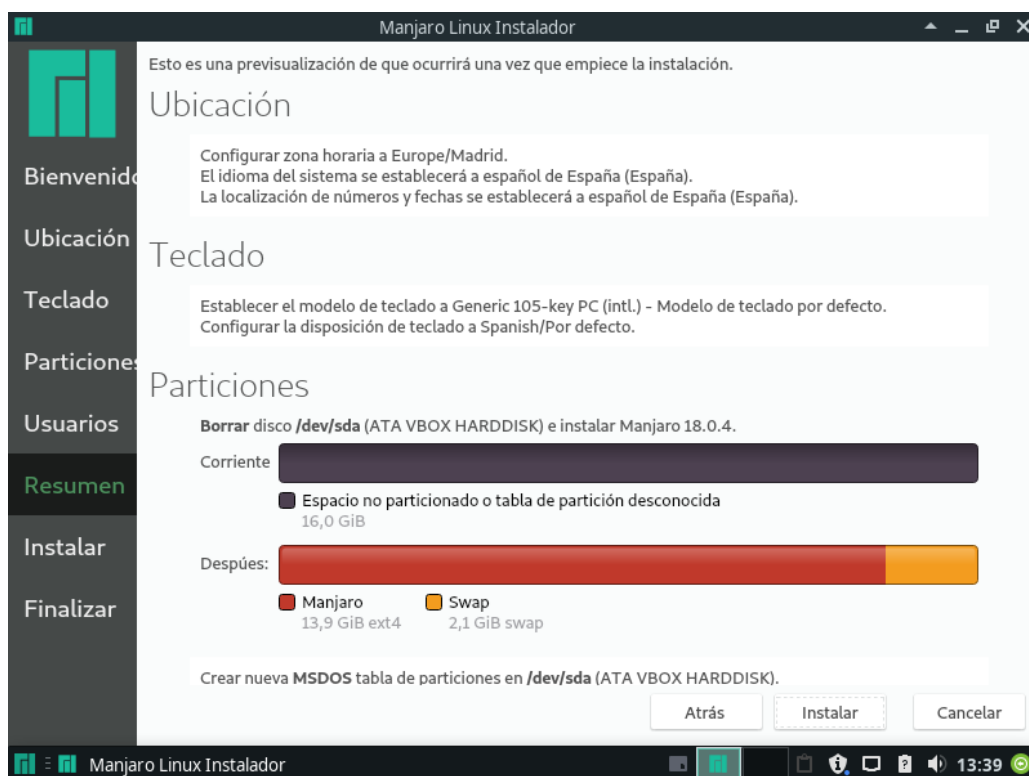 Manjaro Linux Instalador
Esto es una previsualización de que ocurrirá una vez que empiece la instalación.
Ubicación
Configurar zona horaria a Europe/Madrid.
El idioma del sistema se establecerá a español de España (España).
La localización de números y fechas se establecerá a español de España (España).
Teclado
Establecer el modelo de teclado a Generic 105-key PC (intl.) - Modelo de teclado por defecto.
Configurar la disposición de teclado a Spanish/Por defecto.
Particiones
Borrar disco /dev/sda (ATA VBOX HARDDISK) e instalar Manjaro 18.0.4.
Corriente
Espacio no particionado o tabla de partición desconocida
16,0 GiB
Despúes:
Manjaro
13,9 GiB ext4
Swap
2,1 GiB swap
Crear nueva MSDOS tabla de particiones en /dev/sda (ATA VBOX HARDDISK).
Bienvenido
Ubicación
Teclado
Particiones
Usuarios
Resumen
Instalar
Finalizar
Atrás
Instalar
Cancelar
Manjaro Linux Instalador
13:39